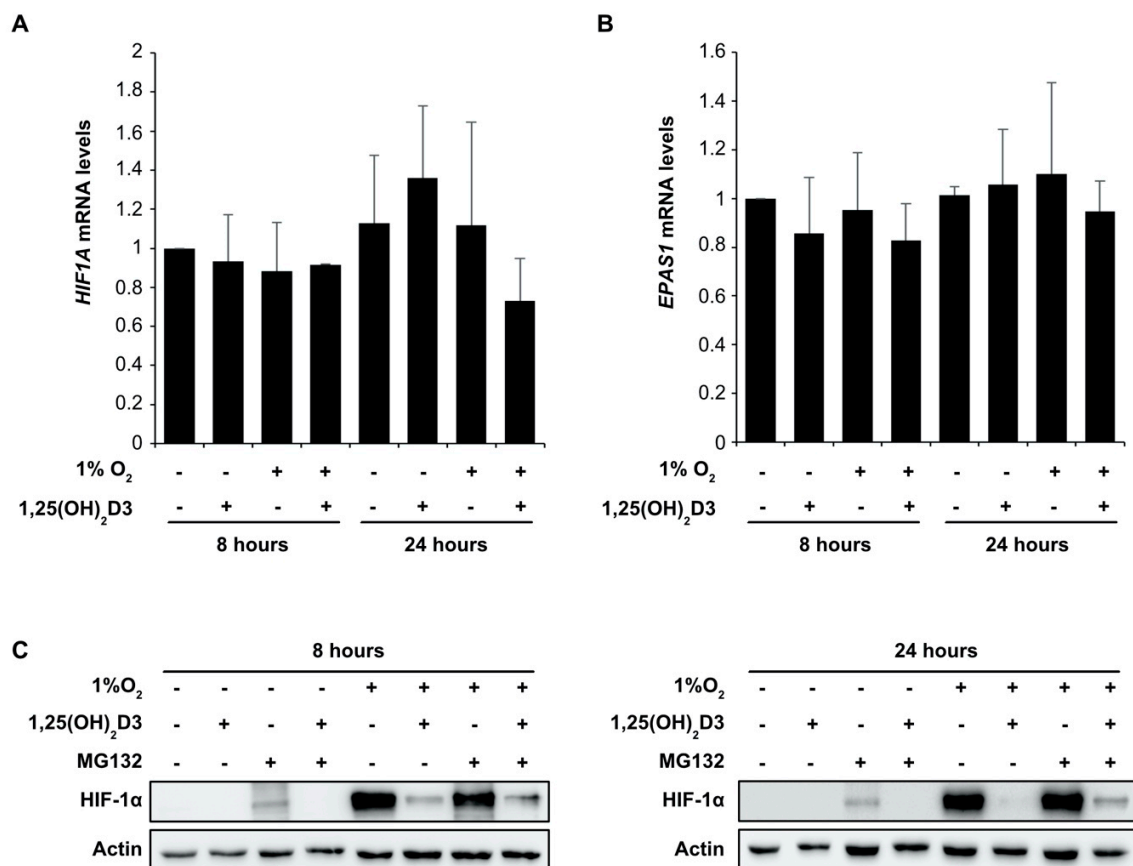 A
HIF1A mRNA levels
2
1.8
1.6
1.4
1.2
1
0.8
0.6
0.4
0.2
0
1% O2 - - + + - - + +
1,25(OH)2D3 - + - + - + - +
8 hours 24 hours
B
EPAS1 mRNA levels
1.6
1.4
1.2
1
0.8
0.6
0.4
0.2
0
1% O2 - - + + - - + +
1,25(OH)2D3 - + - + - + - +
8 hours 24 hours
C
8 hours
1%O2 - - - - + + + +
1,25(OH)2D3 - + - + - + - +
MG132 - - + + - - + +
HIF-1α
Actin
24 hours
1%O2 - - - - + + + +
1,25(OH)2D3 - + - + - + - +
MG132 - - + + - - + +
HIF-1α
Actin